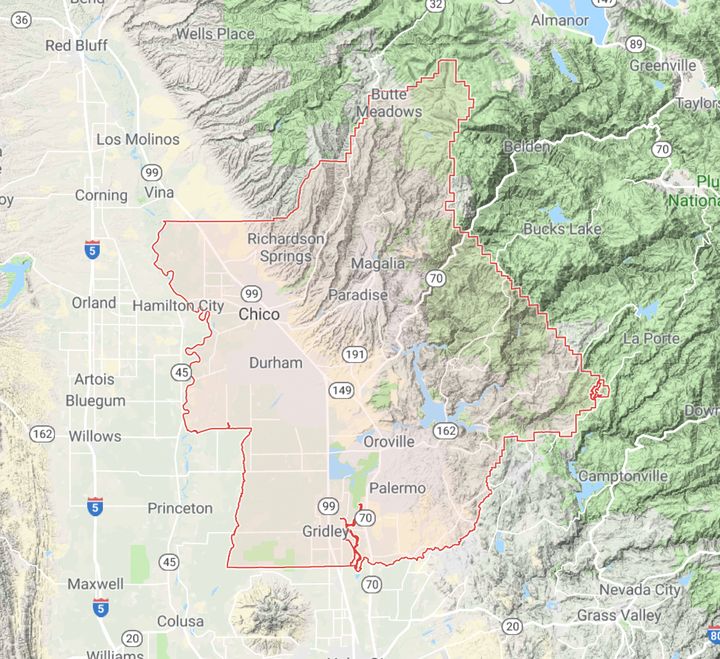 32
147
36
Almanor
Wells Place
Red Bluff
89
Greenville
Butte
Meadows
Taylors
Los Molinos
Belden
70
99
Vina
Corning
Plu
Nationa
Bucks Lake
Richardson
Springs
5
Magalia
70
99
Paradise
Orland
Hamilton City
Chico
La Porte
191
Durham
45
Artois
149
Bluegum
162
Willows
162
Oroville
Dow
Camptonville
Palermo
5
Princeton
99
70
Gridley
45
Maxwell
70
Nevada City
5
Grass Valley
Colusa
20
20
80
Williams